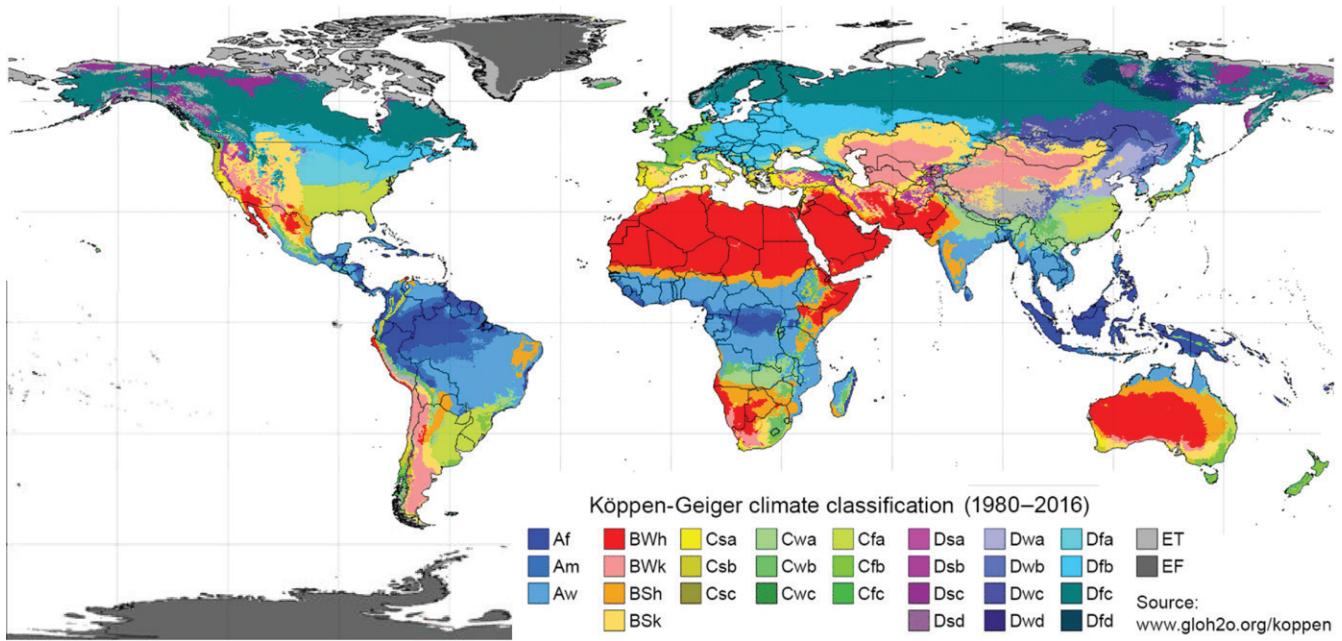 Köppen-Geiger climate classification (1980–2016)
Af BWh Csa Cwa Cfa Dsa Dwa Dfa ET
Am BWk Csb Cwb Cfb Dsb Dwb Dfb EF
Aw BSh Csc Cwc Cfc Dsc Dwc Dfc
BSk Dsd Dwd Dfd
Source:
www.gloh2o.org/koppen